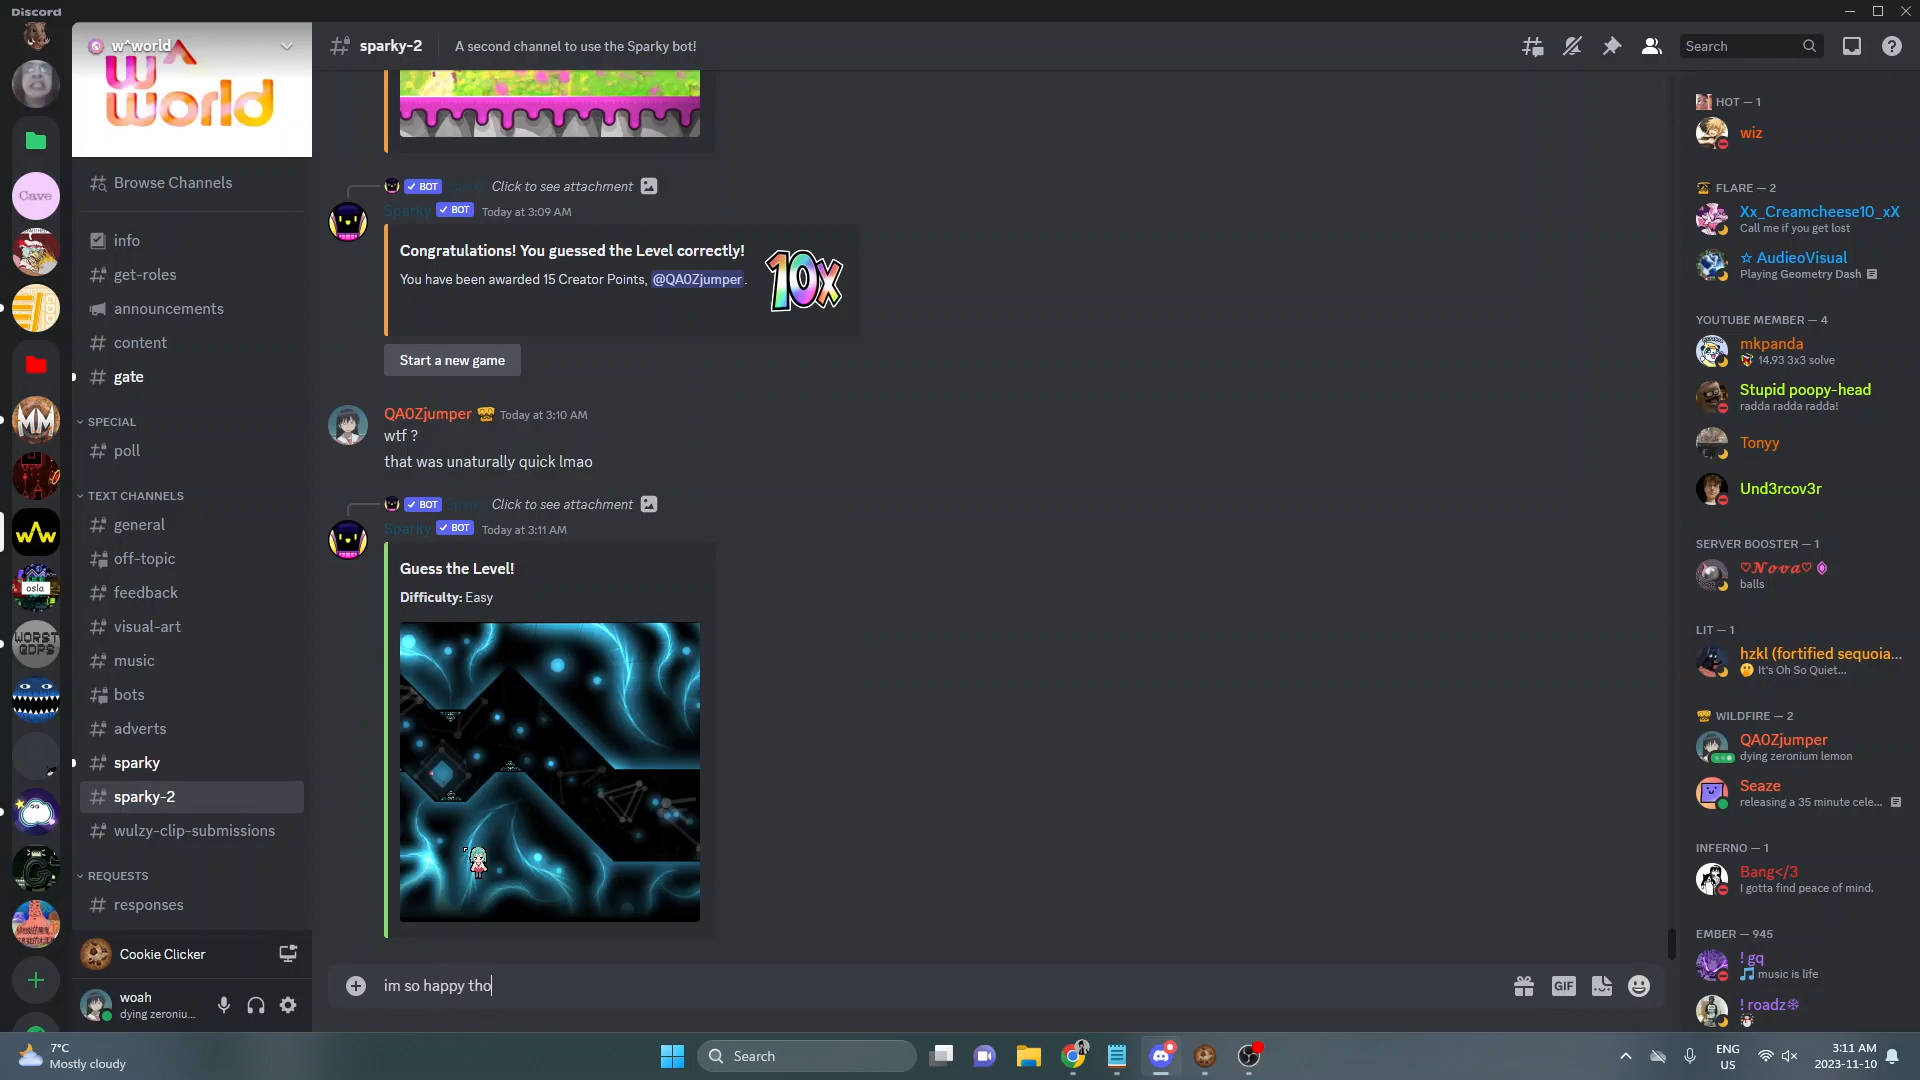 Discord
w^world
w^
world
sparky-2
A second channel to use the Sparky bot!
Search
Browse Channels
info
get-roles
announcements
content
gate
SPECIAL
poll
TEXT CHANNELS
general
off-topic
feedback
visual-art
music
bots
adverts
sparky
sparky-2
wulzy-clip-submissions
REQUESTS
responses
Cookie Clicker
woah
dying zeroniu...
Cave
MM
osla
WORST
GDPS
BOT
Click to see attachment
Sparky
BOT
Today at 3:09 AM
Congratulations! You guessed the Level correctly!
You have been awarded 15 Creator Points, @QA0Zjumper.
10x
Start a new game
QA0Zjumper
Today at 3:10 AM
wtf ?
that was unaturally quick lmao
BOT
Click to see attachment
Sparky
BOT
Today at 3:11 AM
Guess the Level!
Difficulty: Easy
im so happy tho
GIF
HOT — 1
wiz
FLARE — 2
Xx_Creamcheese10_xX
Call me if you get lost
☆ AudieoVisual
Playing Geometry Dash
YOUTUBE MEMBER — 4
mkpanda
14.93 3x3 solve
Stupid poopy-head
radda radda radda!
Tonyy
Und3rcov3r
SERVER BOOSTER — 1
♡𝓝𝓸𝓿𝓪♡
balls
LIT — 1
hzkl (fortified sequoia...
It's Oh So Quiet...
WILDFIRE — 2
QA0Zjumper
dying zeronium lemon
Seaze
releasing a 35 minute cele...
INFERNO — 1
Bang</3
I gotta find peace of mind.
EMBER — 945
! gq
music is life
! roadz❄
7°C
Mostly cloudy
Search
ENG
US
3:11 AM
2023-11-10